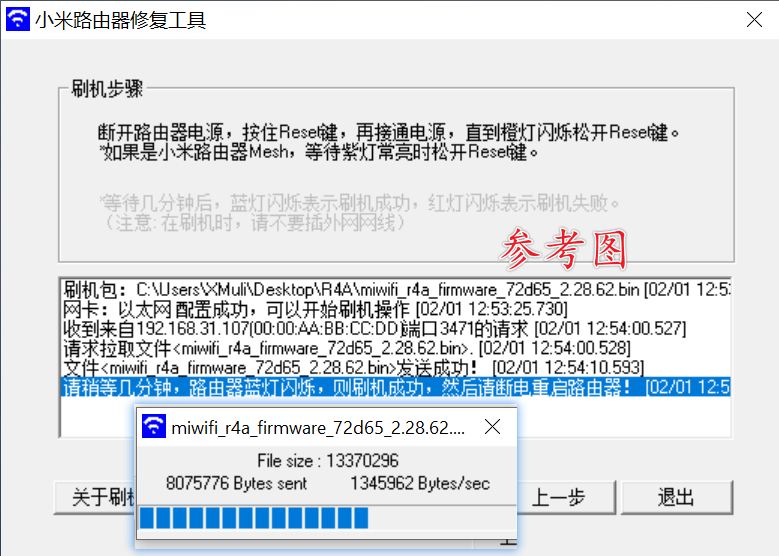 小米路由器修复工具
刷机步骤
断开路由器电源，按住Reset键，再接通电源，直到橙灯闪烁松开Reset键。
*如果是小米路由器Mesh，等待紫灯常亮时松开Reset键。
*等待几分钟后，蓝灯闪烁表示刷机成功，红灯闪烁表示刷机失败。
（注意: 在刷机时，请不要插外网网线）
参考图
刷机包：C:\Users\XMuli\Desktop\R4A\miwifi_r4a_firmware_72d65_2.28.62.bin [02/01 12:53
网卡：以太网 配置成功，可以开始刷机操作 [02/01 12:53:25.730]
收到来自192.168.31.107(00:00:AA:BB:CC:DD)端口3471的请求 [02/01 12:54:00.527]
请求拉取文件<miwifi_r4a_firmware_72d65_2.28.62.bin>. [02/01 12:54:00.528]
文件<miwifi_r4a_firmware_72d65_2.28.62.bin>发送成功！ [02/01 12:54:10.593]
请稍等几分钟，路由器蓝灯闪烁，则刷机成功，然后请断电重启路由器！ [02/01 12:5
miwifi_r4a_firmware_72d65_2.28.62....
File size : 13370296
8075776 Bytes sent 1345962 Bytes/sec
关于刷机 上一步 退出